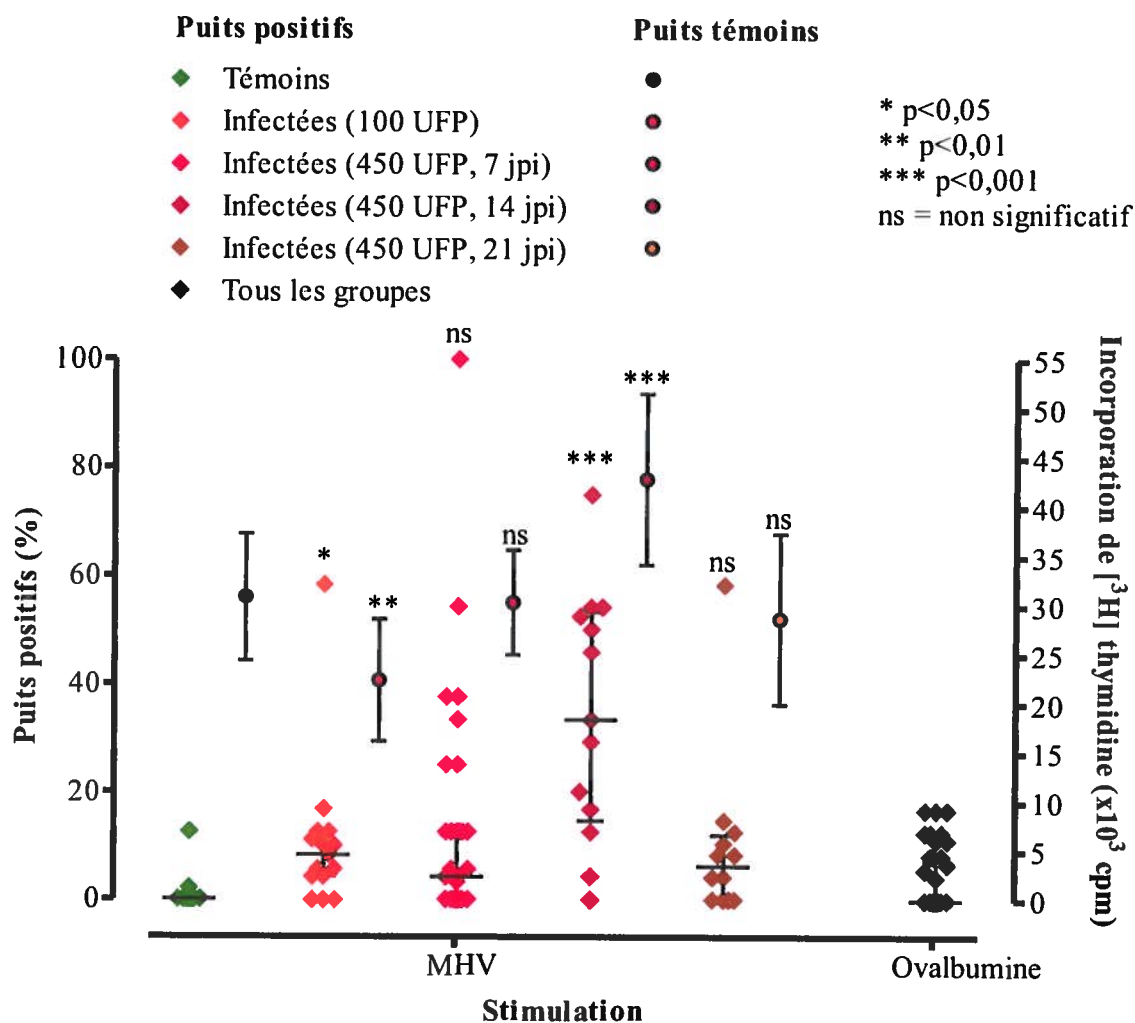 Puits positifs
Puits témoins
Témoins
Infectées (100 UFP)
Infectées (450 UFP, 7 jpi)
Infectées (450 UFP, 14 jpi)
Infectées (450 UFP, 21 jpi)
Tous les groupes
* p<0,05
** p<0,01
*** p<0,001
ns = non significatif
Puits positifs (%)
100
80
60
40
20
0
*
**
ns
ns
***
***
ns
ns
55
50
45
40
35
30
25
20
15
10
5
0
Incorporation de [³H] thymidine (x10³ cpm)
MHV
Ovalbumine
Stimulation